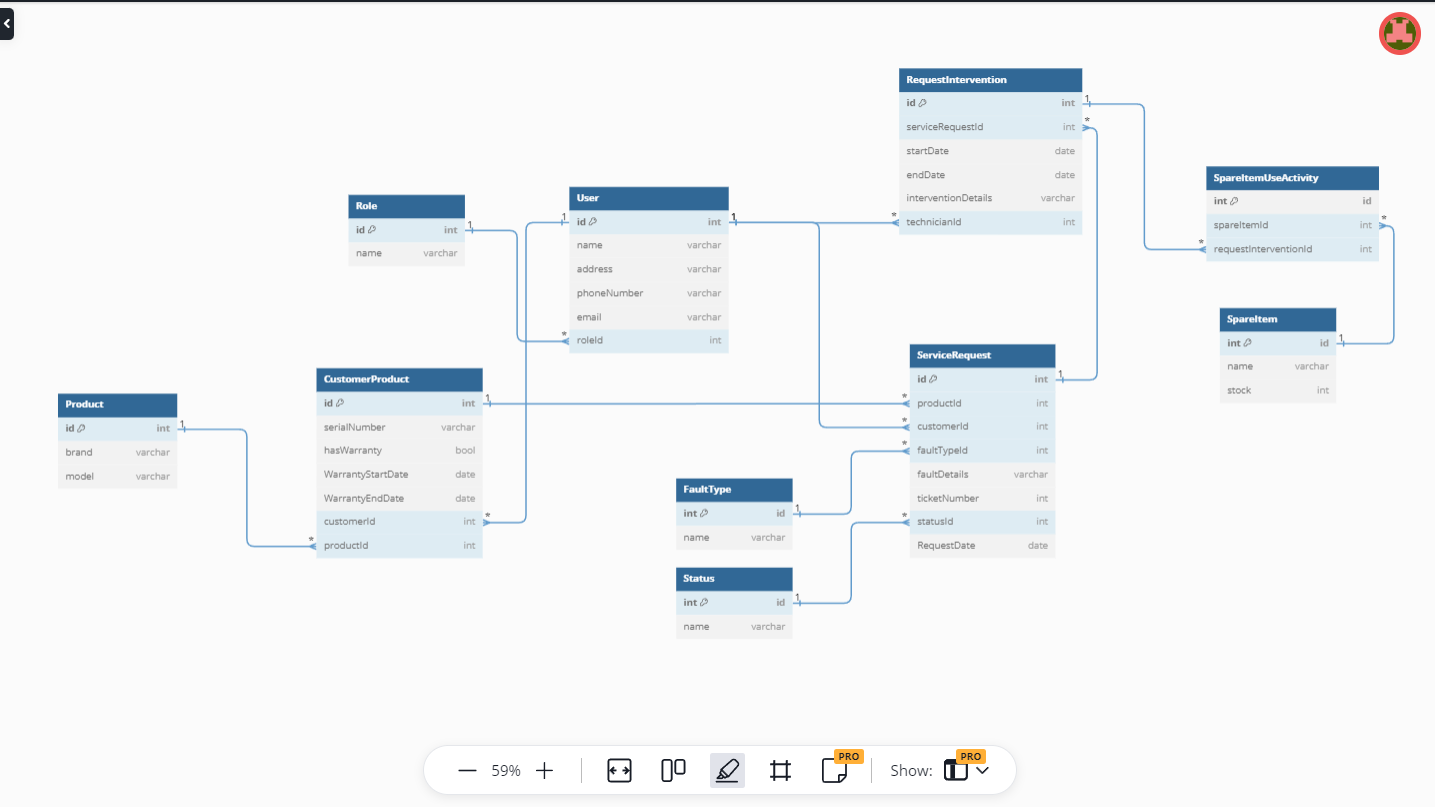 RequestIntervention
id int
serviceRequestId int
startDate date
endDate date
interventionDetails varchar
technicianId int
SpareItemUseActivity
int id
spareItemId int
requestInterventionId int
Role
id int
name varchar
User
id int
name varchar
address varchar
phoneNumber varchar
email varchar
roleId int
SpareItem
int id
name varchar
stock int
ServiceRequest
id int
productId int
customerId int
faultTypeId int
faultDetails varchar
ticketNumber int
statusId int
RequestDate date
CustomerProduct
id int
serialNumber varchar
hasWarranty bool
WarrantyStartDate date
WarrantyEndDate date
customerId int
productId int
Product
id int
brand varchar
model varchar
FaultType
int id
name varchar
Status
int id
name varchar
1 *
1 *
1 *
1 *
1 *
1 *
1 *
1 *
1 *
1 *
59%
PRO
Show:
PRO